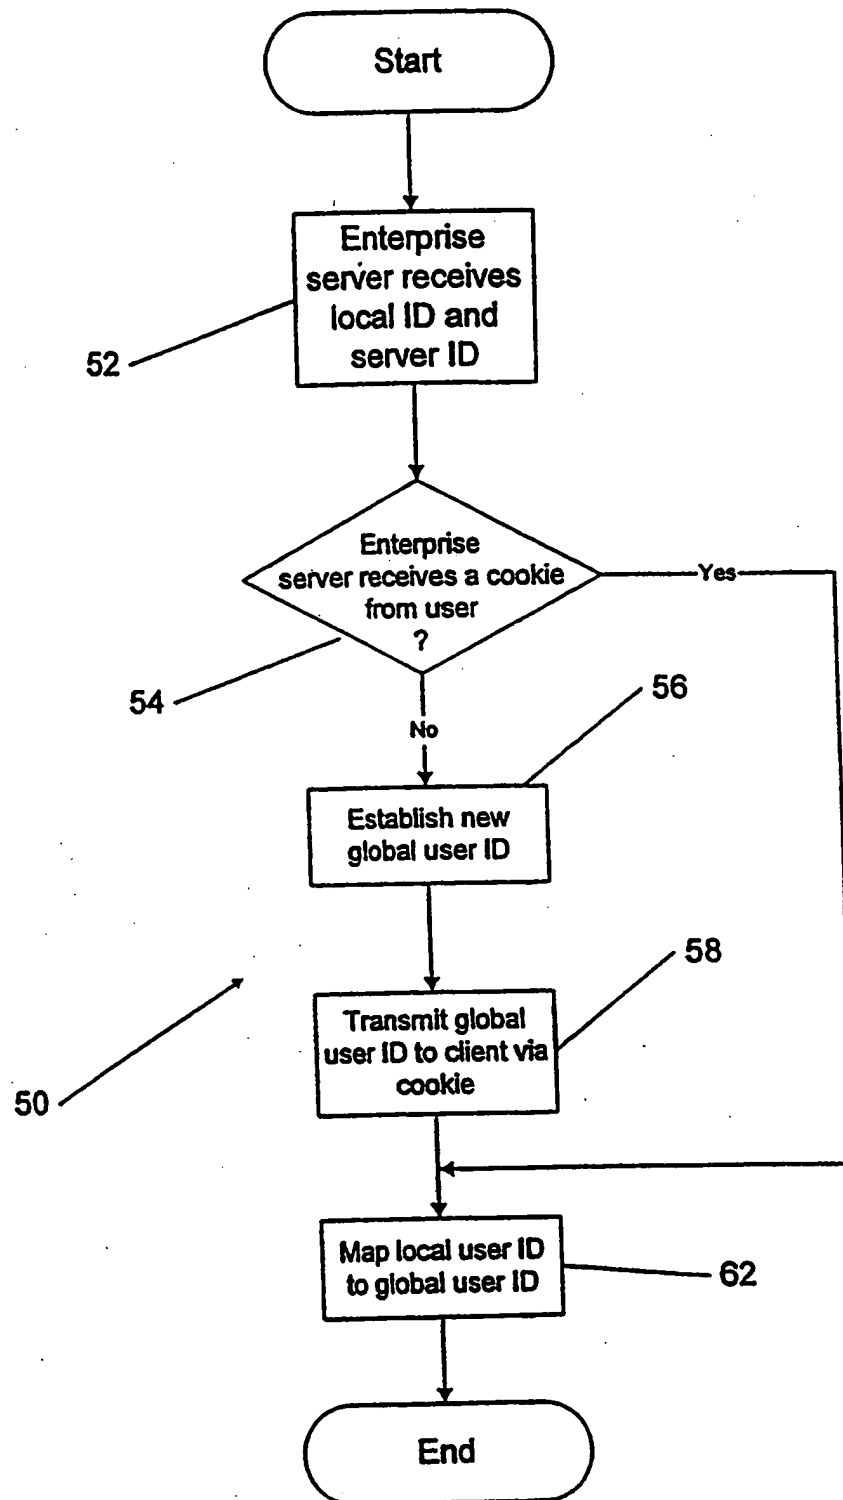 Start
Enterprise
server receives
local ID and
server ID
52
Enterprise
server receives a cookie
from user
?
Yes
54
No
56
Establish new
global user ID
58
Transmit global
user ID to client via
cookie
50
Map local user ID
to global user ID
62
End